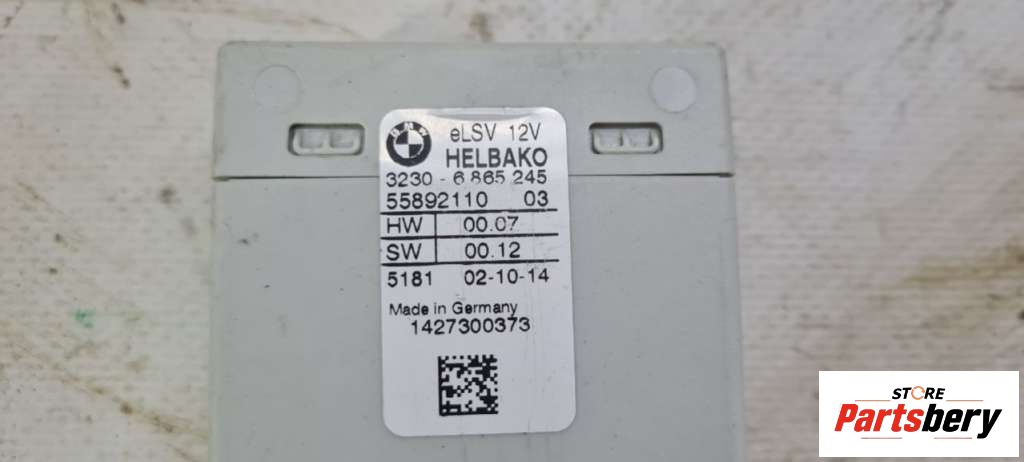 BMW
eLSV 12V
HELBAKO
3230 - 6 865 245
55892110 03
HW 00.07
SW 00.12
5181 02-10-14
Made in Germany
1427300373
STORE
Partsbery